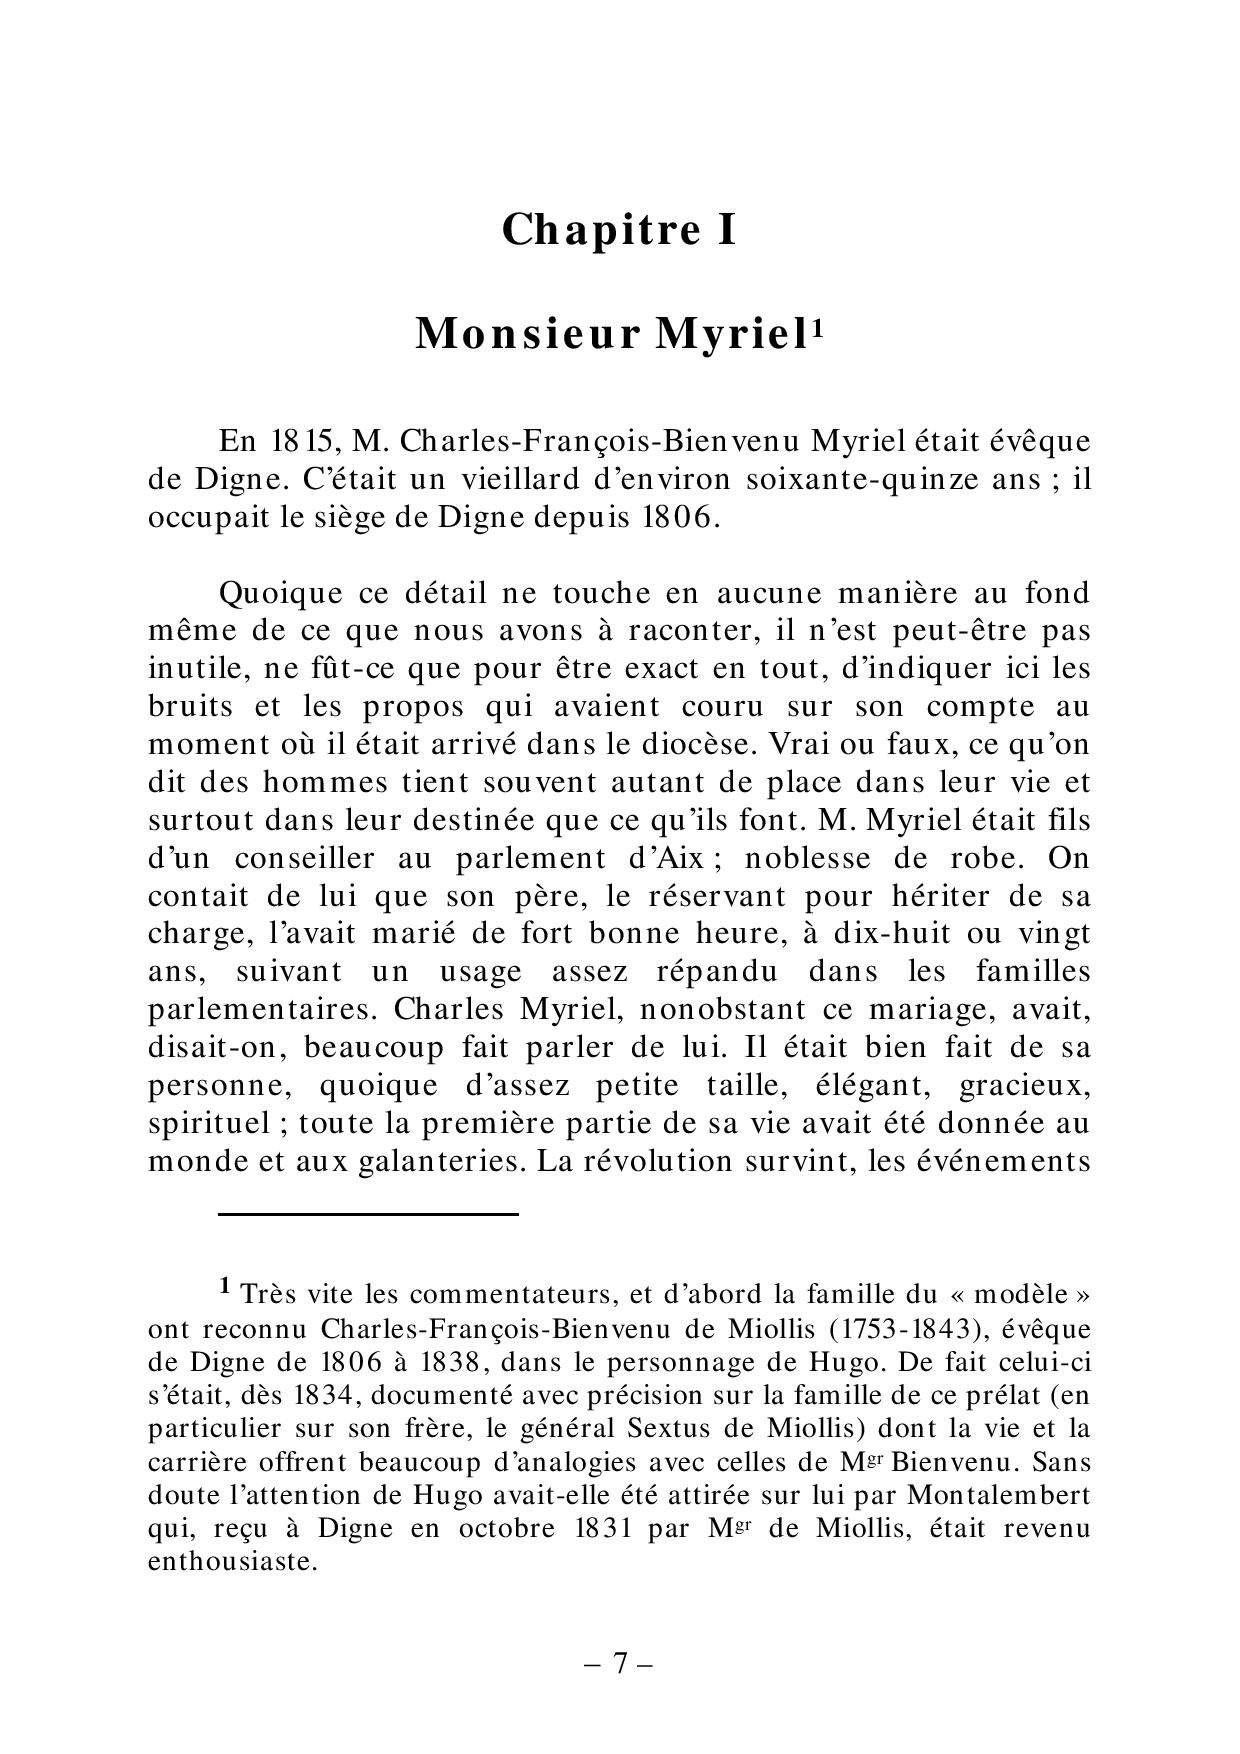 Chapitre I
Monsieur Myriel¹
En 1815, M. Charles-François-Bienvenu Myriel était évêque
de Digne. C’était un vieillard d’environ soixante-quinze ans ; il
occupait le siège de Digne depuis 1806.
Quoique ce détail ne touche en aucune manière au fond
même de ce que nous avons à raconter, il n’est peut-être pas
inutile, ne fût-ce que pour être exact en tout, d’indiquer ici les
bruits et les propos qui avaient couru sur son compte au
moment où il était arrivé dans le diocèse. Vrai ou faux, ce qu’on
dit des hommes tient souvent autant de place dans leur vie et
surtout dans leur destinée que ce qu’ils font. M. Myriel était fils
d’un conseiller au parlement d’Aix ; noblesse de robe. On
contait de lui que son père, le réservant pour hériter de sa
charge, l’avait marié de fort bonne heure, à dix-huit ou vingt
ans, suivant un usage assez répandu dans les familles
parlementaires. Charles Myriel, nonobstant ce mariage, avait,
disait-on, beaucoup fait parler de lui. Il était bien fait de sa
personne, quoique d’assez petite taille, élégant, gracieux,
spirituel ; toute la première partie de sa vie avait été donnée au
monde et aux galanteries. La révolution survint, les événements
¹ Très vite les commentateurs, et d’abord la famille du « modèle »
ont reconnu Charles-François-Bienvenu de Miollis (1753-1843), évêque
de Digne de 1806 à 1838, dans le personnage de Hugo. De fait celui-ci
s’était, dès 1834, documenté avec précision sur la famille de ce prélat (en
particulier sur son frère, le général Sextus de Miollis) dont la vie et la
carrière offrent beaucoup d’analogies avec celles de Mgr Bienvenu. Sans
doute l’attention de Hugo avait-elle été attirée sur lui par Montalembert
qui, reçu à Digne en octobre 1831 par Mgr de Miollis, était revenu
enthousiaste.
– 7 –